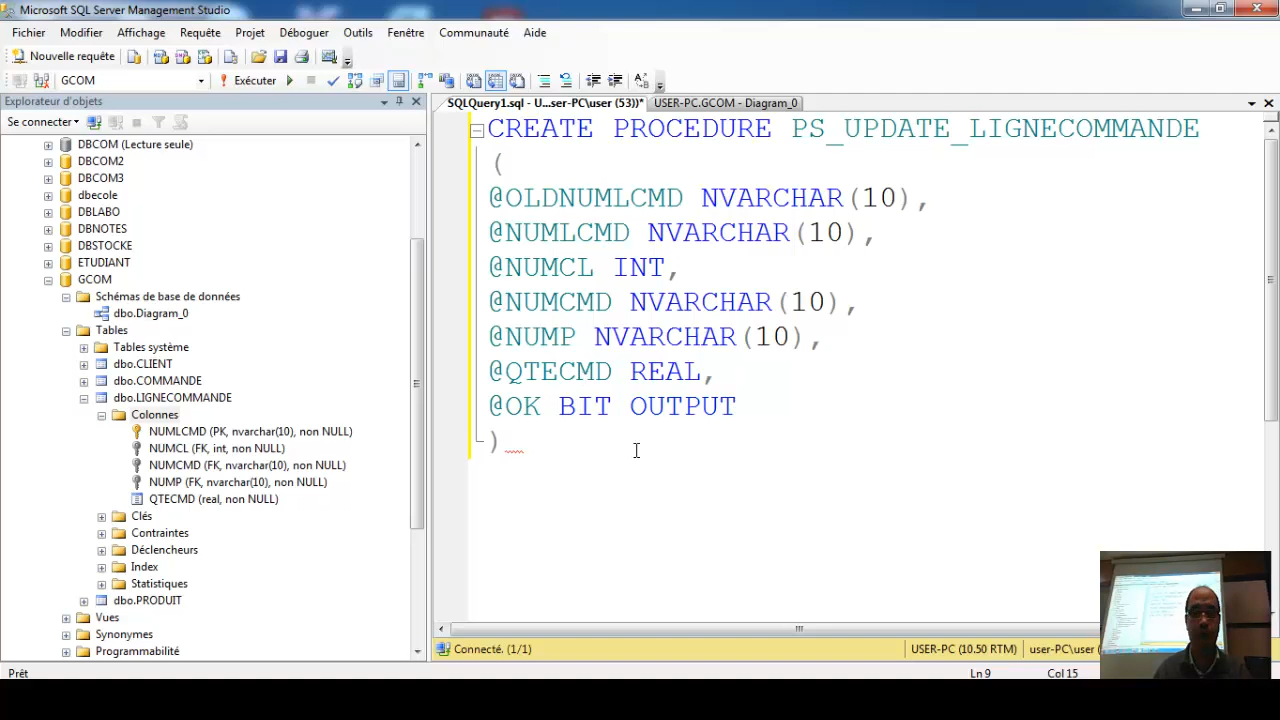 Microsoft SQL Server Management Studio
Fichier Modifier Affichage Requête Projet Déboguer Outils Fenêtre Communauté Aide
Nouvelle requête
GCOM Exécuter
Explorateur d'objets
SQLQuery1.sql - U...ser-PC\user (53))* USER-PC.GCOM - Diagram_0
Se connecter
DBCOM (Lecture seule)
DBCOM2
DBCOM3
dbecole
DBLABO
DBNOTES
DBSTOCKE
ETUDIANT
GCOM
Schémas de base de données
dbo.Diagram_0
Tables
Tables système
dbo.CLIENT
dbo.COMMANDE
dbo.LIGNECOMMANDE
Colonnes
NUMLCMD (PK, nvarchar(10), non NULL)
NUMCL (FK, int, non NULL)
NUMCMD (FK, nvarchar(10), non NULL)
NUMP (FK, nvarchar(10), non NULL)
QTECMD (real, non NULL)
Clés
Contraintes
Déclencheurs
Index
Statistiques
dbo.PRODUIT
Vues
Synonymes
Programmabilité
CREATE PROCEDURE PS_UPDATE_LIGNECOMMANDE
(
@OLDNUMLCMD NVARCHAR(10),
@NUMLCMD NVARCHAR(10),
@NUMCL INT,
@NUMCMD NVARCHAR(10),
@NUMP NVARCHAR(10),
@QTECMD REAL,
@OK BIT OUTPUT
)
Connecté. (1/1) USER-PC (10.50 RTM) user-PC\user (
Prêt Ln 9 Col 15